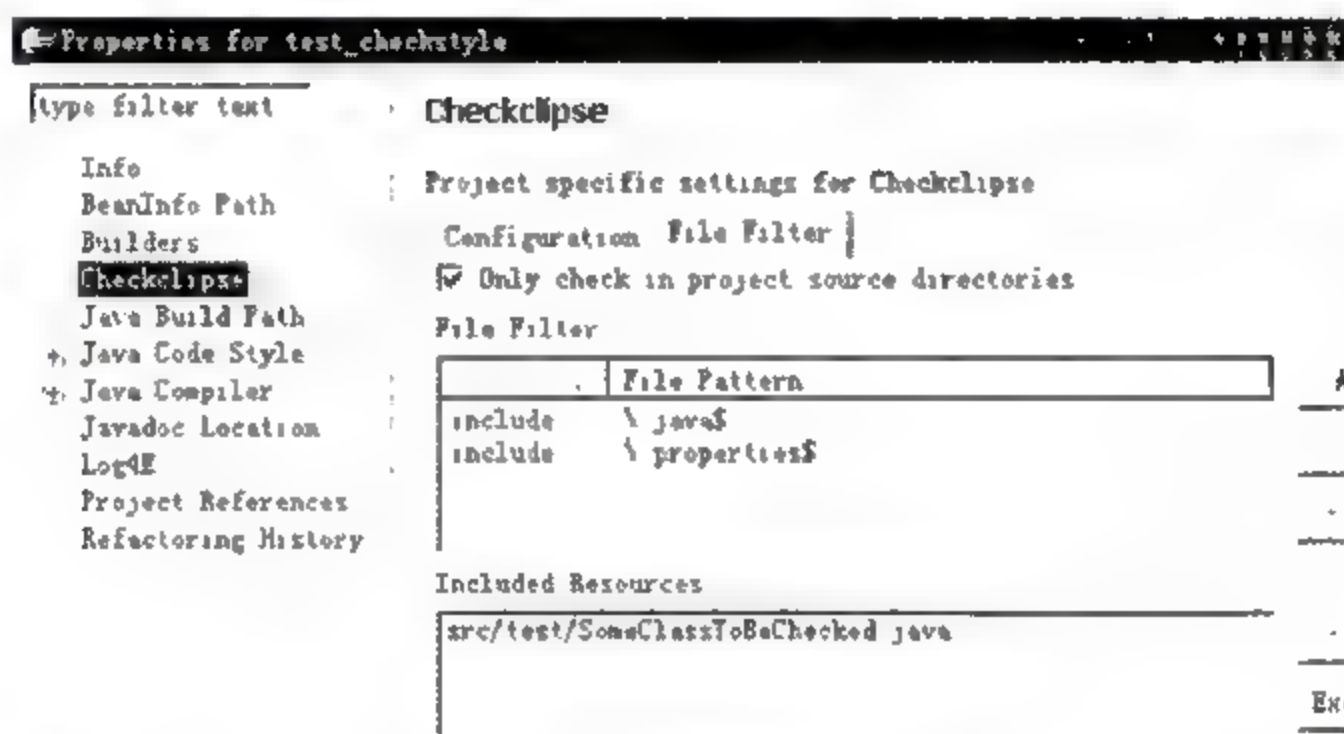 Properties for test_checkstyle
type filter text
Info
BeanInfo Path
Builders
Checkclipse
Java Build Path
Java Code Style
Java Compiler
Javadoc Location
Log4E
Project References
Refactoring History
Checkclipse
Project specific settings for Checkclipse
Configuration File Filter
Only check in project source directories
File Filter
File Pattern
include \.java$
include \.properties$
Included Resources
src/test/SomeClassToBeChecked.java